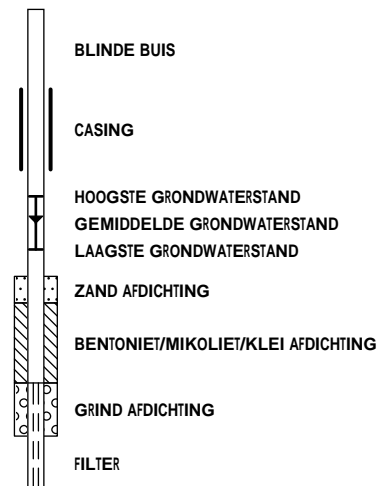 BLINDE BUIS
CASING
HOOGSTE GRONDWATERSTAND
GEMIDDELDE GRONDWATERSTAND
LAAGSTE GRONDWATERSTAND
ZAND AFDICHTING
BENTONIET/MIKOLIET/KLEI AFDICHTING
GRIND AFDICHTING
FILTER